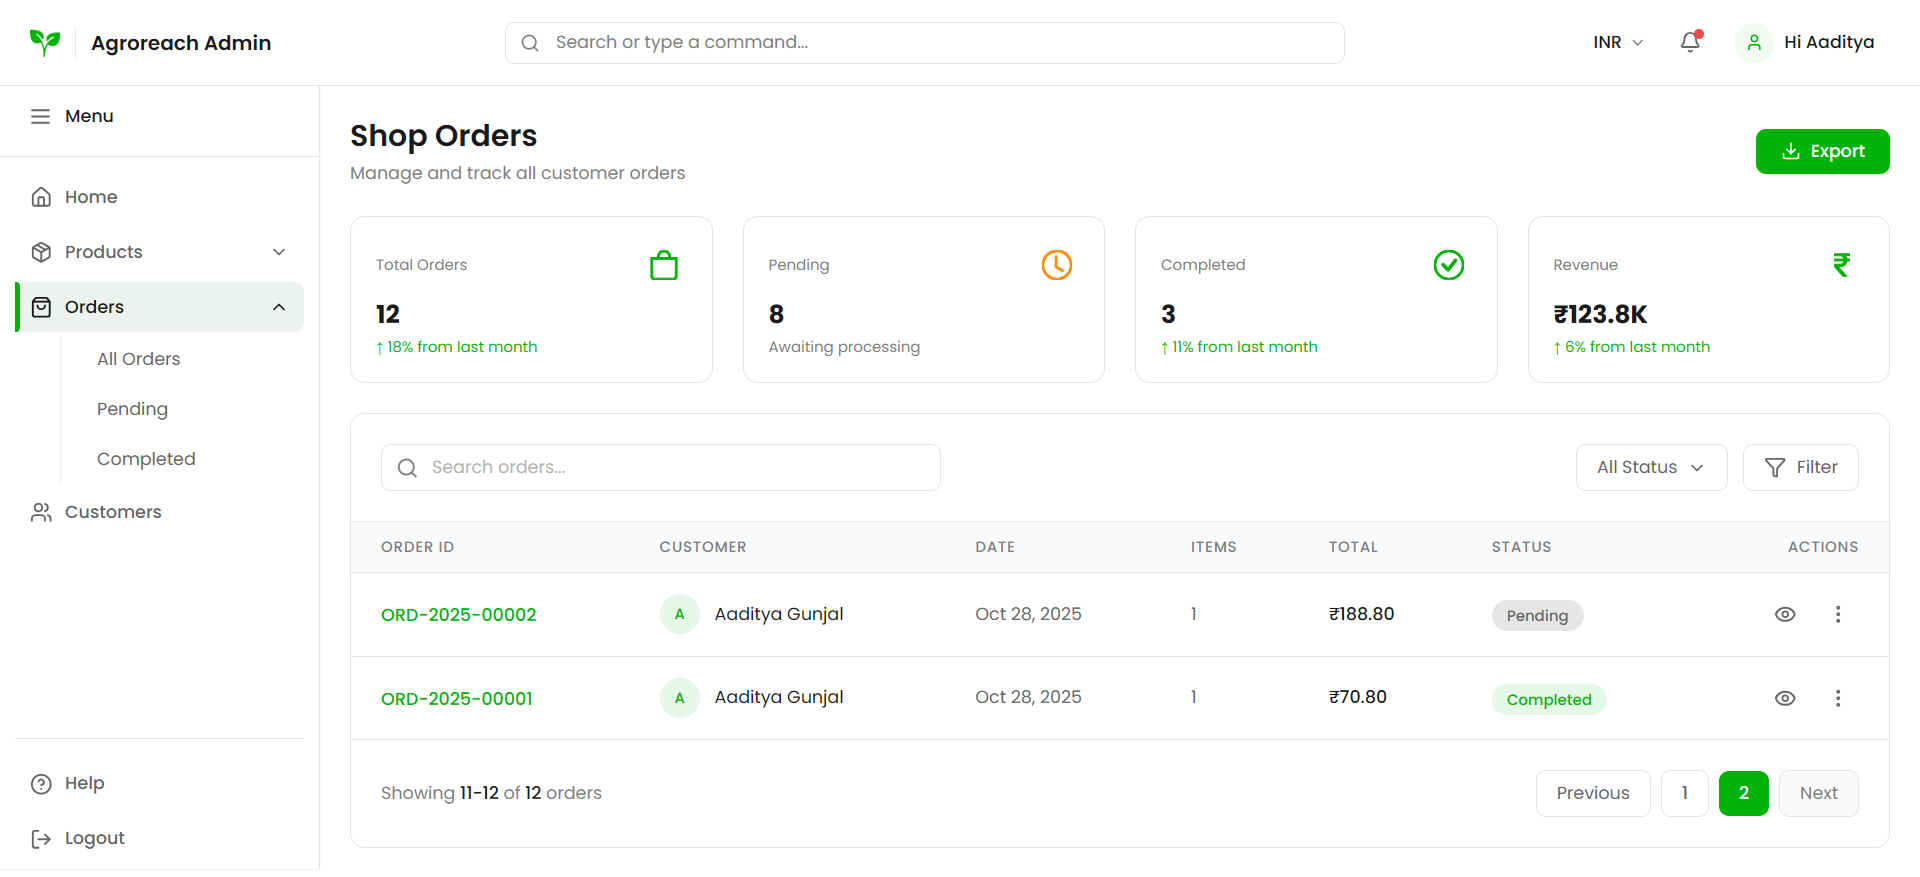 Agroreach Admin
Search or type a command...
INR
Hi Aaditya
Menu
Home
Products
Orders
All Orders
Pending
Completed
Customers
Help
Logout
Shop Orders
Manage and track all customer orders
Export
Total Orders
12
↑ 18% from last month
Pending
8
Awaiting processing
Completed
3
↑ 11% from last month
Revenue
₹
₹123.8K
↑ 6% from last month
Search orders...
All Status
Filter
ORDER ID CUSTOMER DATE ITEMS TOTAL STATUS ACTIONS
ORD-2025-00002 A Aaditya Gunjal Oct 28, 2025 1 ₹188.80 Pending
ORD-2025-00001 A Aaditya Gunjal Oct 28, 2025 1 ₹70.80 Completed
Showing 11-12 of 12 orders
Previous 1 2 Next